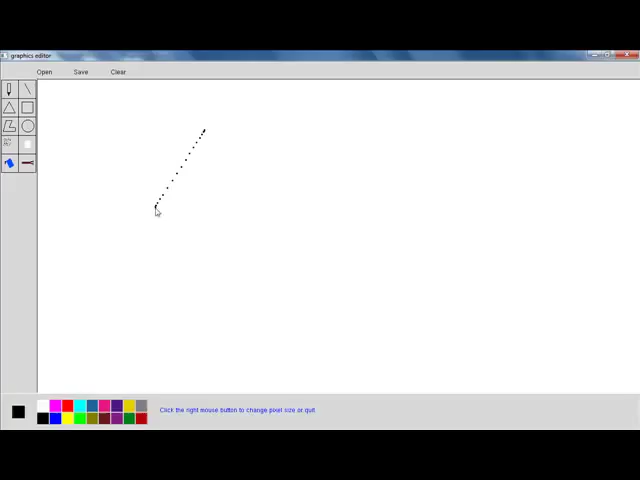 graphics editor
Open Save Clear
Click the right mouse button to change pixel size or quit